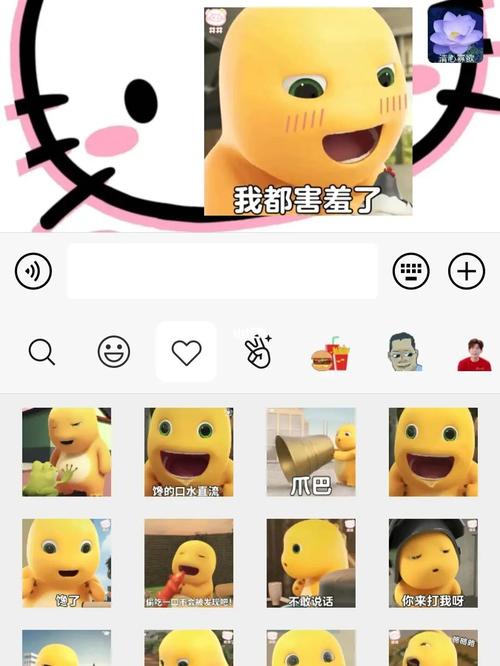 我都害羞了
清心寡欲
馋的口水直流
爪巴
馋了
偷吃一口不会被发现吧!
不敢说话
你来打我呀